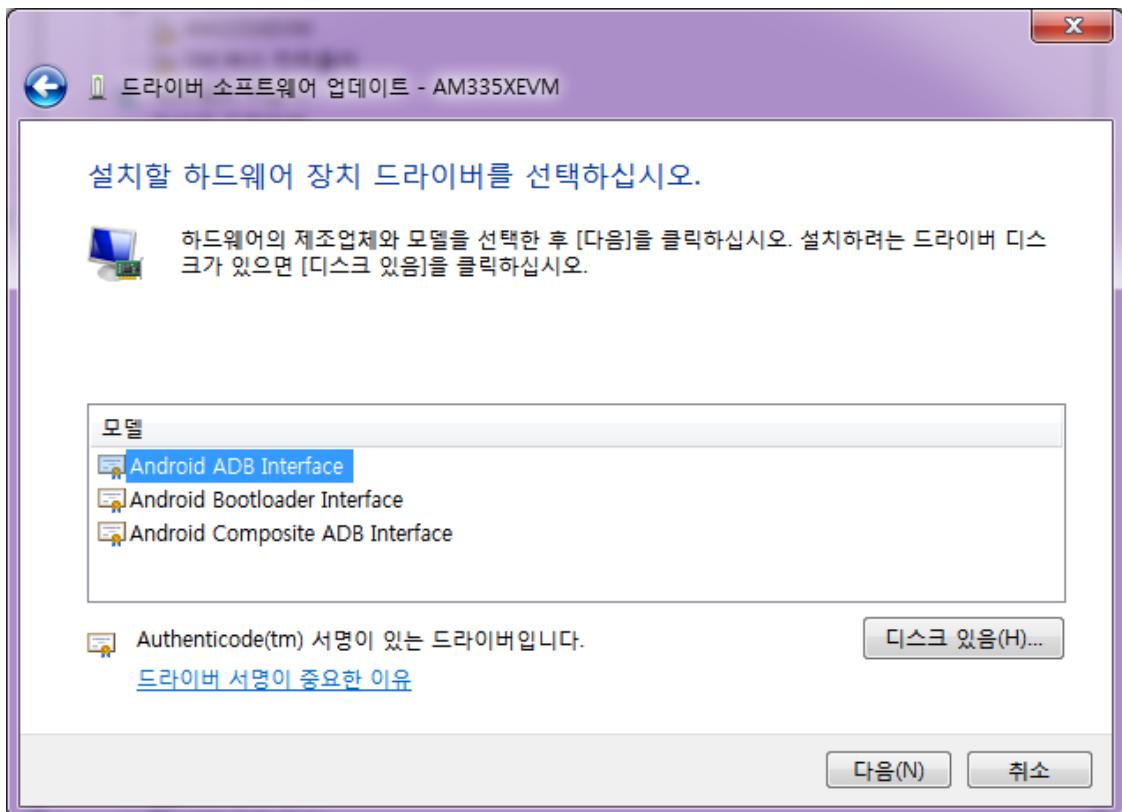 드라이버 소프트웨어 업데이트 - AM335XEVM
설치할 하드웨어 장치 드라이버를 선택하십시오.
하드웨어의 제조업체와 모델을 선택한 후 [다음]을 클릭하십시오. 설치하려는 드라이버 디스
크가 있으면 [디스크 있음]을 클릭하십시오.
모델
Android ADB Interface
Android Bootloader Interface
Android Composite ADB Interface
Authenticode(tm) 서명이 있는 드라이버입니다.
디스크 있음(H)...
드라이버 서명이 중요한 이유
다음(N)
취소